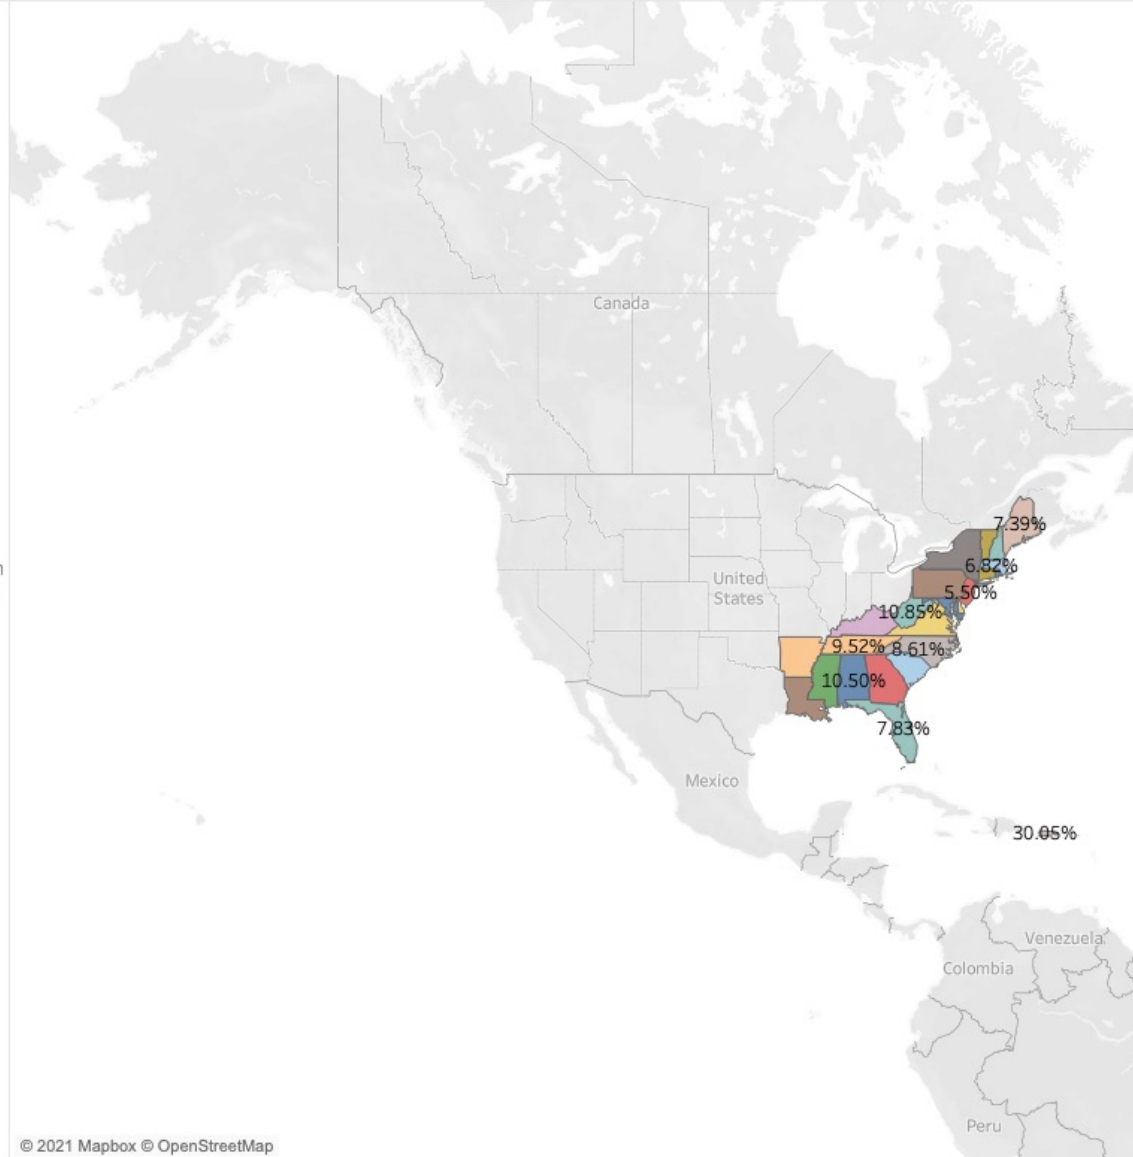 Canada
7.39%
6.82%
United
States
5.50%
10.85%
9.52%
8.61%
10.50%
7.83%
Mexico
30.05%
Venezuela
Colombia
Peru
© 2021 Mapbox © OpenStreetMap